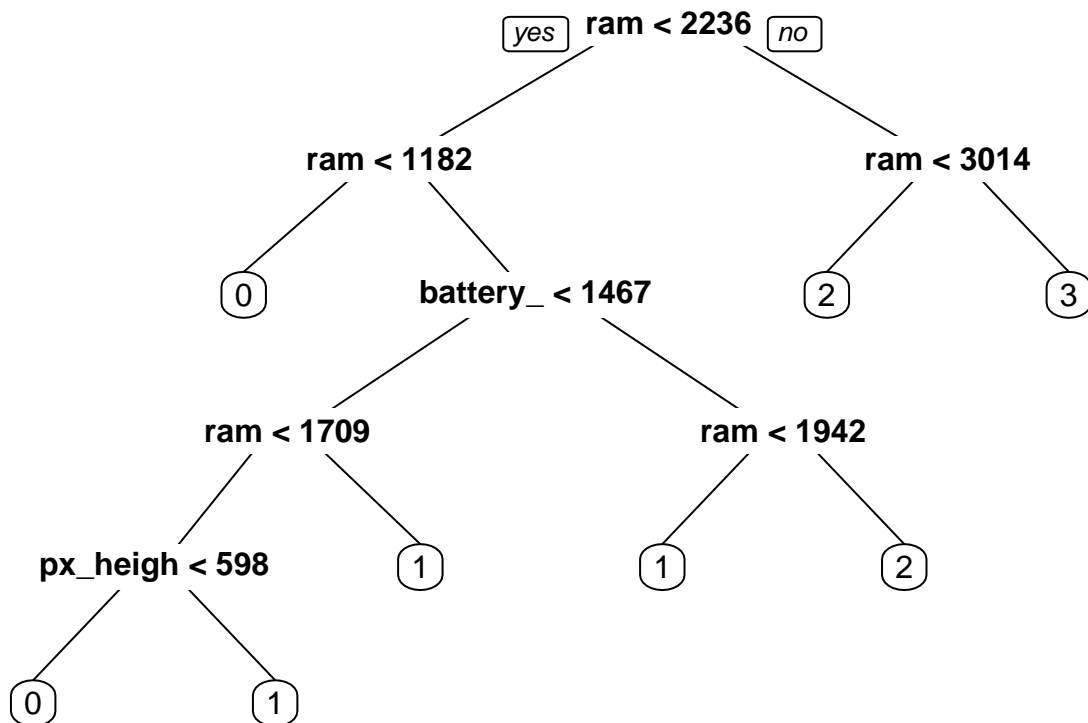 yes ram < 2236 no
ram < 1182 ram < 3014
0 battery_ < 1467 2 3
ram < 1709 ram < 1942
px_heigh < 598 1 1 2
0 1